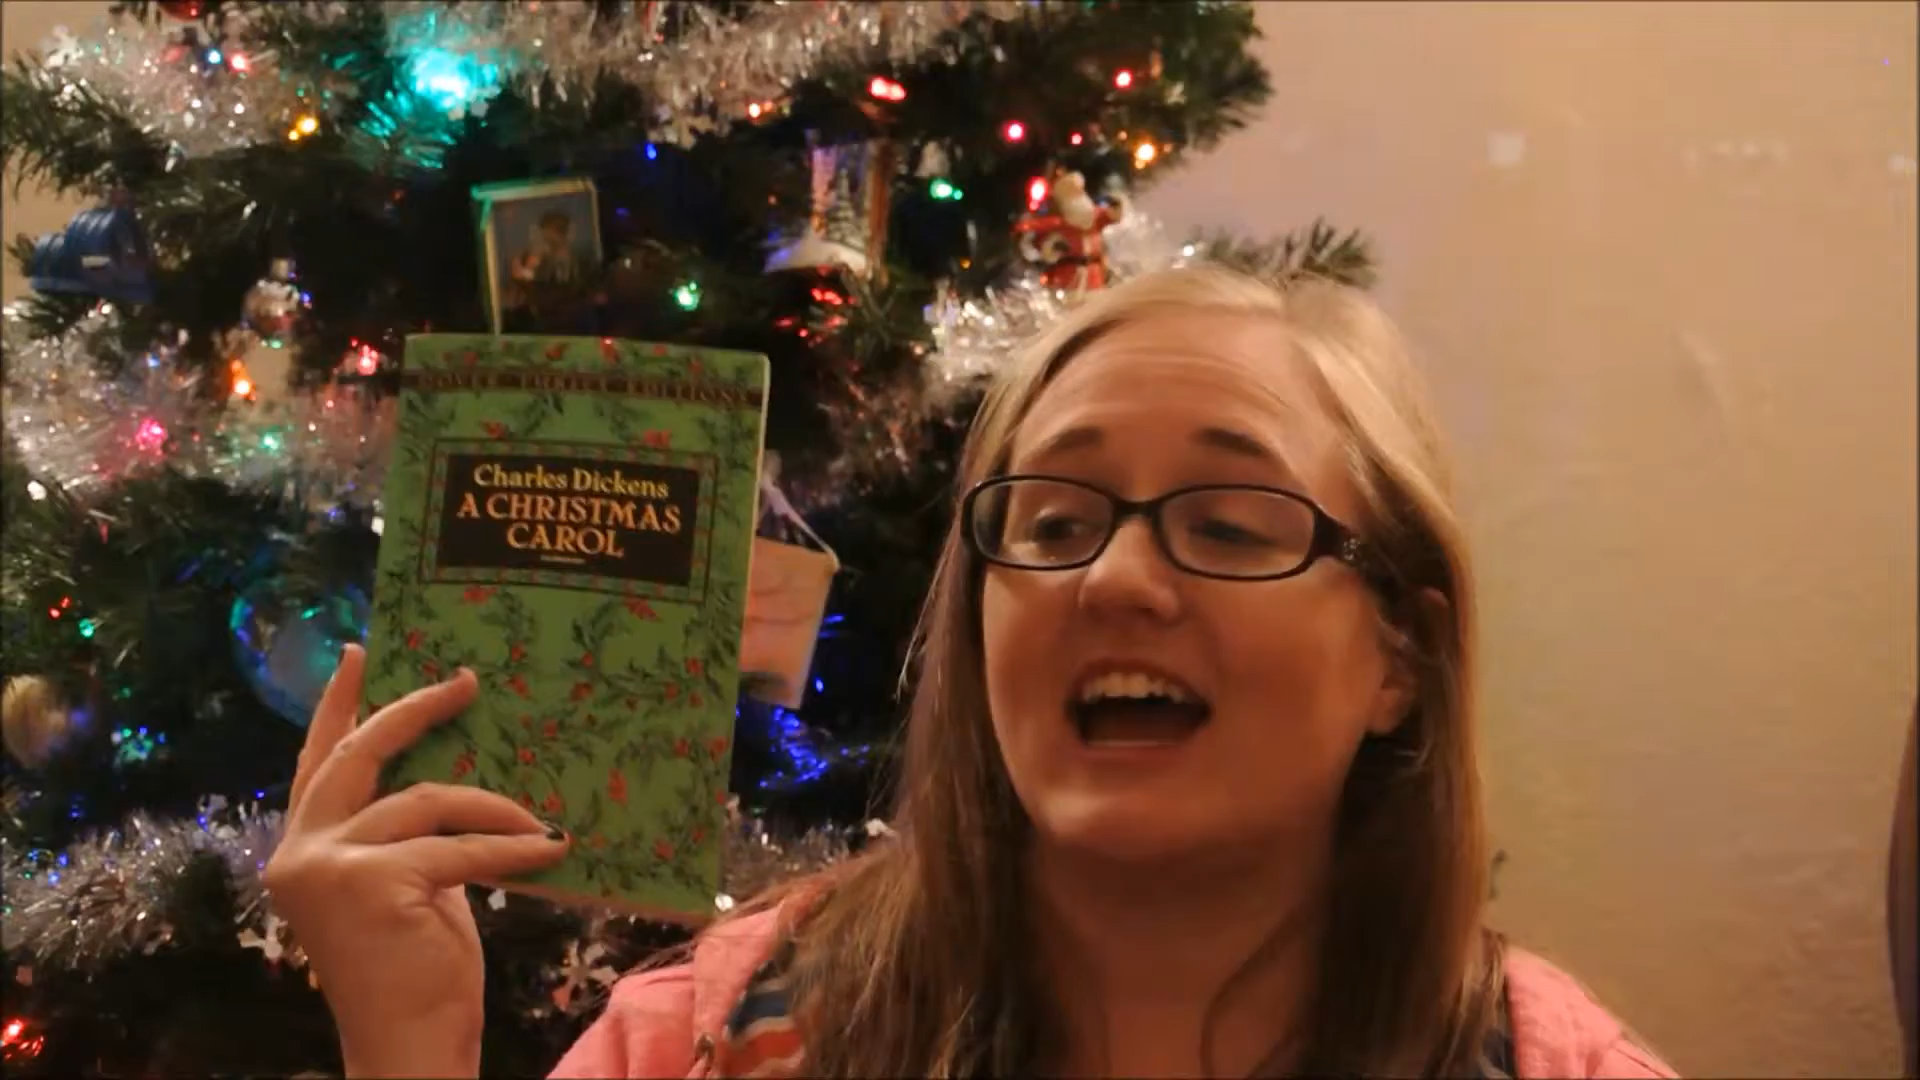 DOVER · THRIFT · EDITIONS
Charles Dickens
A CHRISTMAS
CAROL